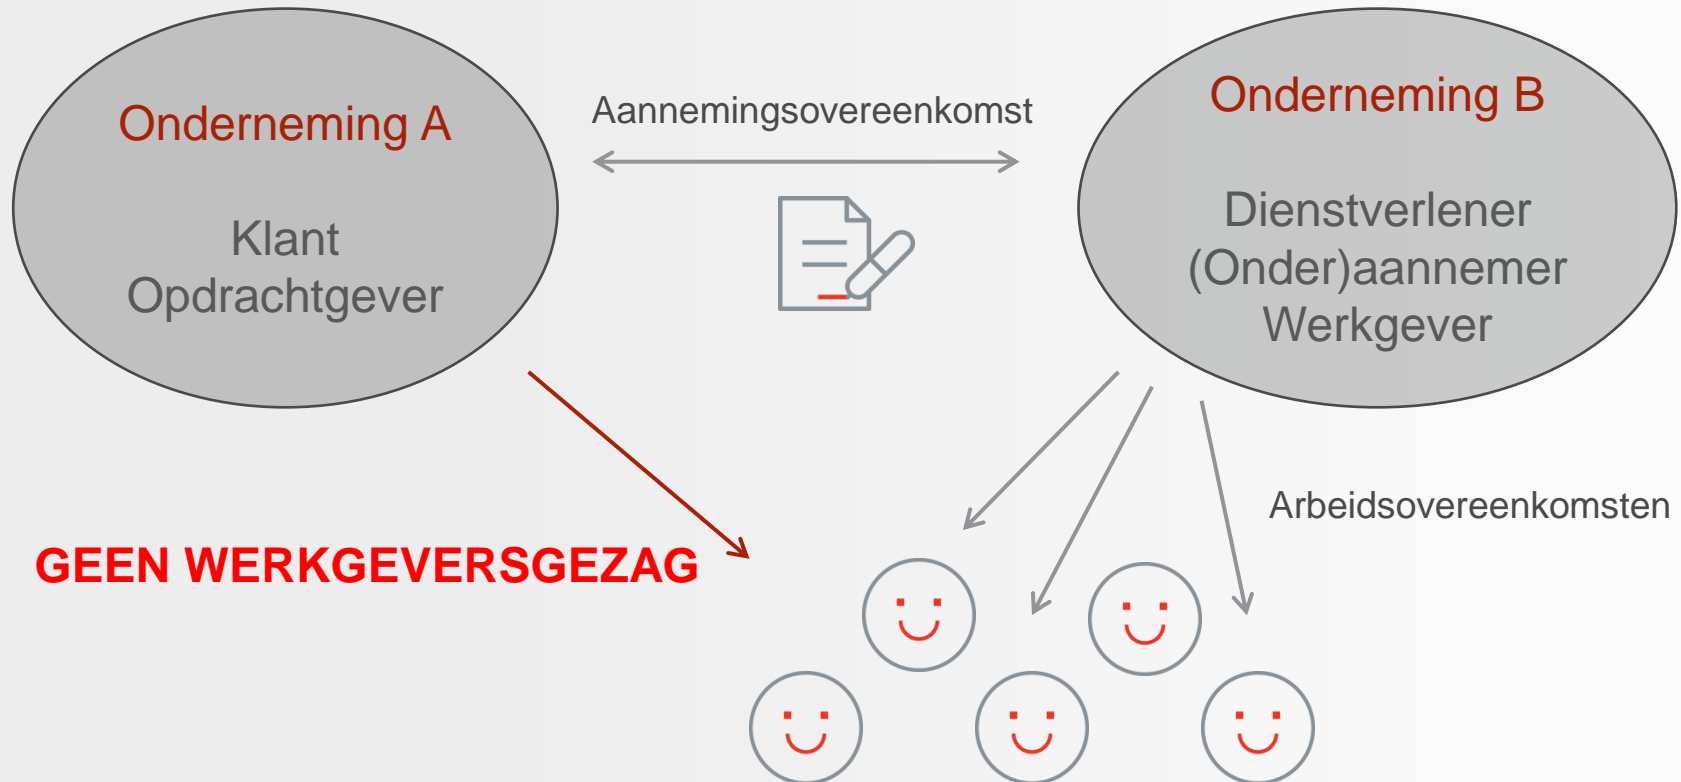 Onderneming A
Klant
Opdrachtgever
Aannemingsovereenkomst
Onderneming B
Dienstverlener
(Onder)aannemer
Werkgever
Arbeidsovereenkomsten
GEEN WERKGEVERSGEZAG